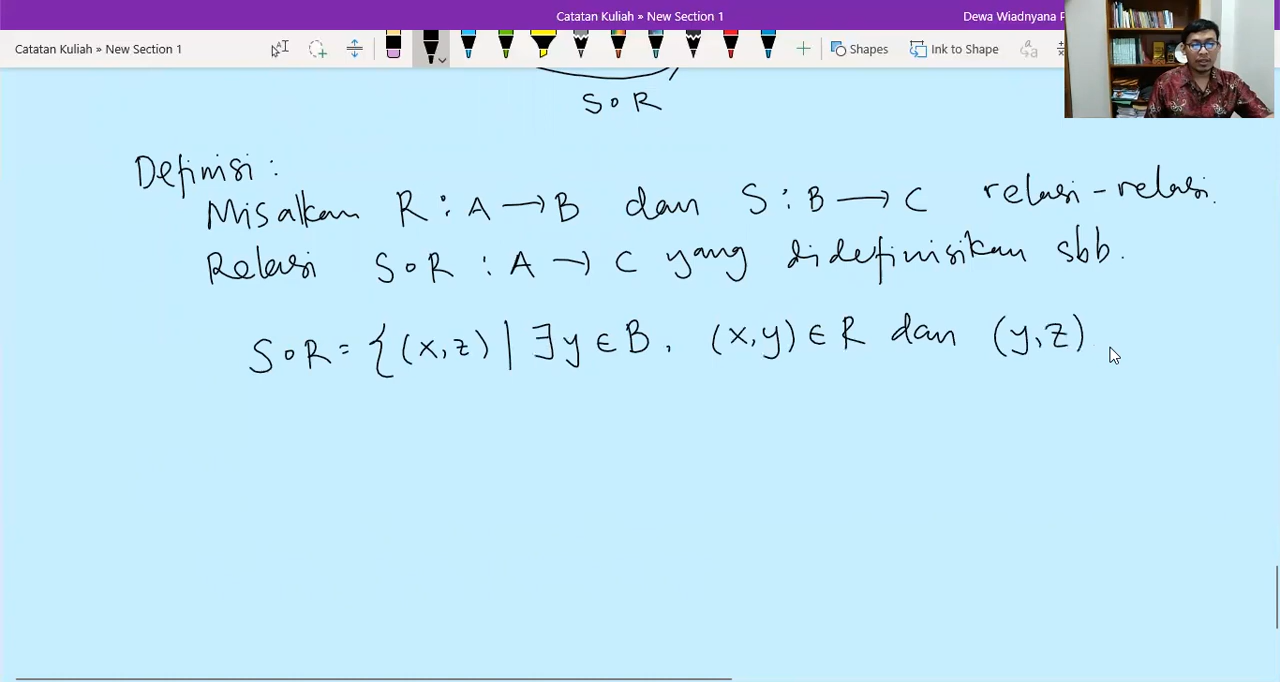 Catatan Kuliah » New Section 1
Dewa Wiadnyana P
Catatan Kuliah » New Section 1
Shapes
Ink to Shape
S∘R
Definisi :
Misalkan R : A → B dan S : B → C relasi-relasi.
Relasi S∘R : A → C yang didefinisikan sbb.
S∘R = {(x,z) | ∃y ∈ B, (x,y) ∈ R dan (y,z)